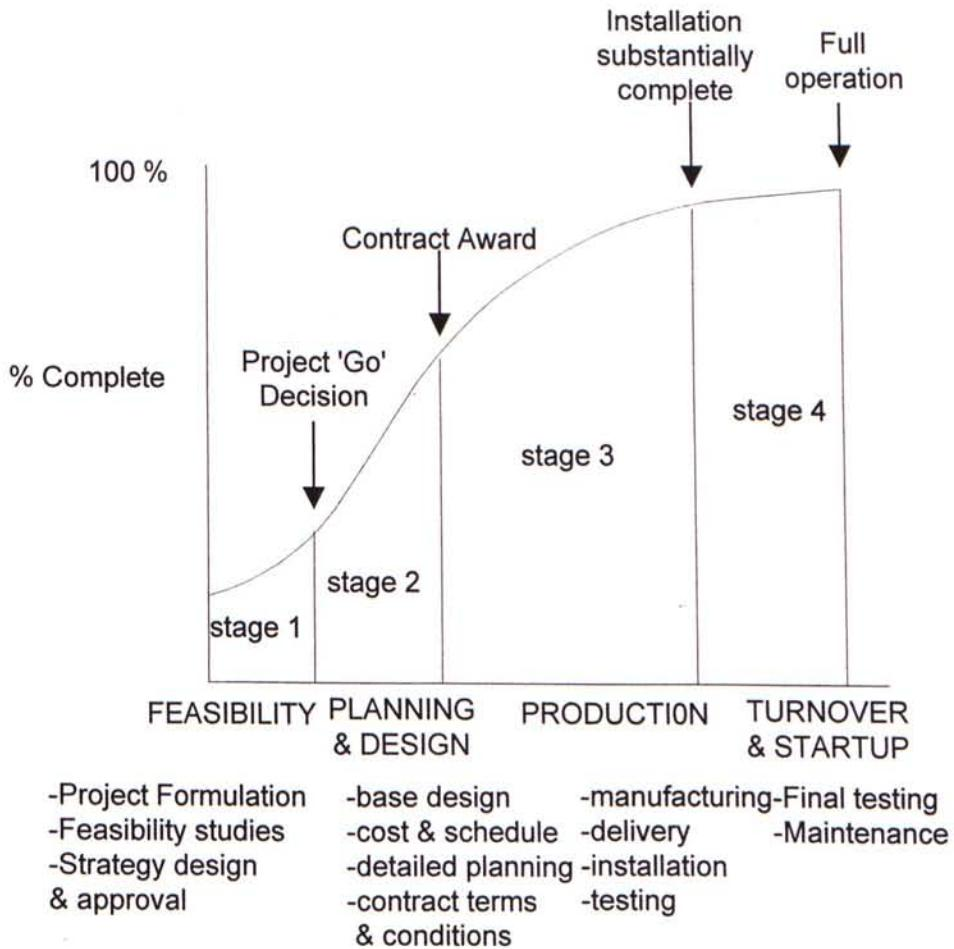 Installation
substantially
complete
Full
operation
100 %
Contract Award
Project 'Go'
Decision
% Complete
stage 1
stage 2
stage 3
stage 4
FEASIBILITY
PLANNING
& DESIGN
PRODUCTI0N
TURNOVER
& STARTUP
-Project Formulation
-Feasibility studies
-Strategy design
& approval
-base design
-cost & schedule
-detailed planning
-contract terms
& conditions
-manufacturing
-delivery
-installation
-testing
-Final testing
-Maintenance